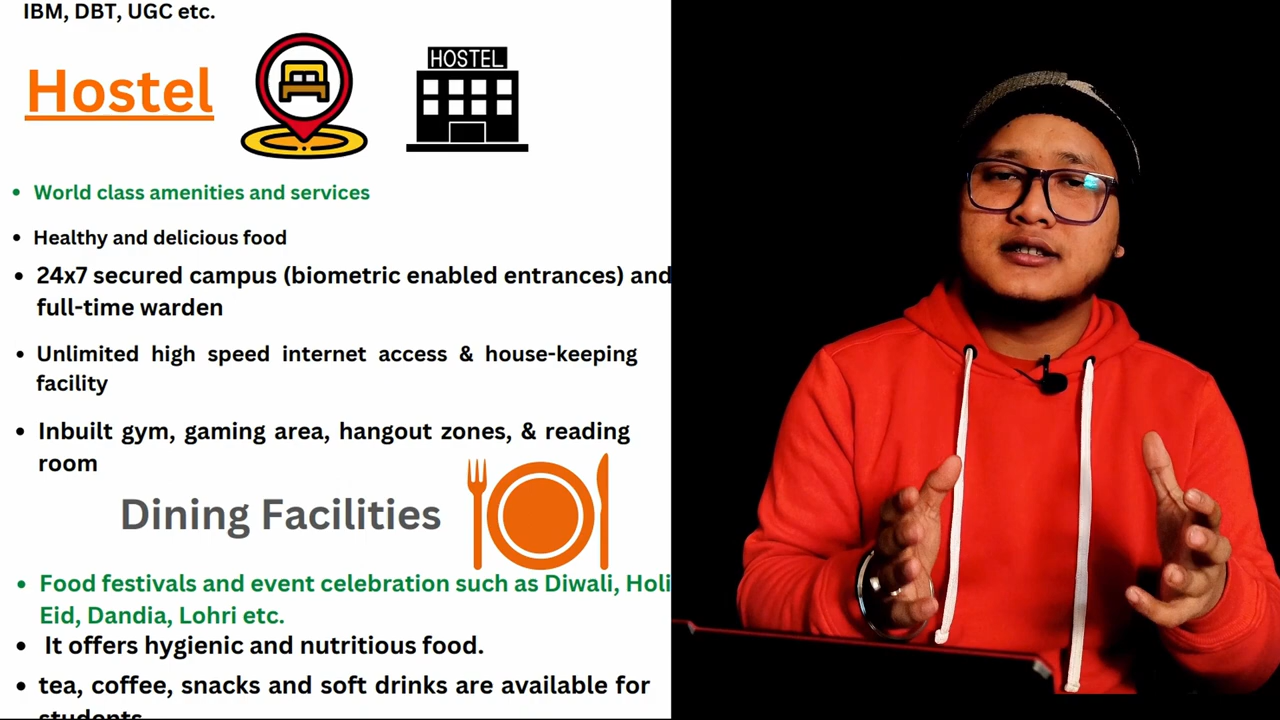 IBM, DBT, UGC etc.
Hostel
HOSTEL
World class amenities and services
Healthy and delicious food
24x7 secured campus (biometric enabled entrances) and
full-time warden
Unlimited high speed internet access & house-keeping
facility
Inbuilt gym, gaming area, hangout zones, & reading
room
Dining Facilities
Food festivals and event celebration such as Diwali, Holi
Eid, Dandia, Lohri etc.
It offers hygienic and nutritious food.
tea, coffee, snacks and soft drinks are available for
students